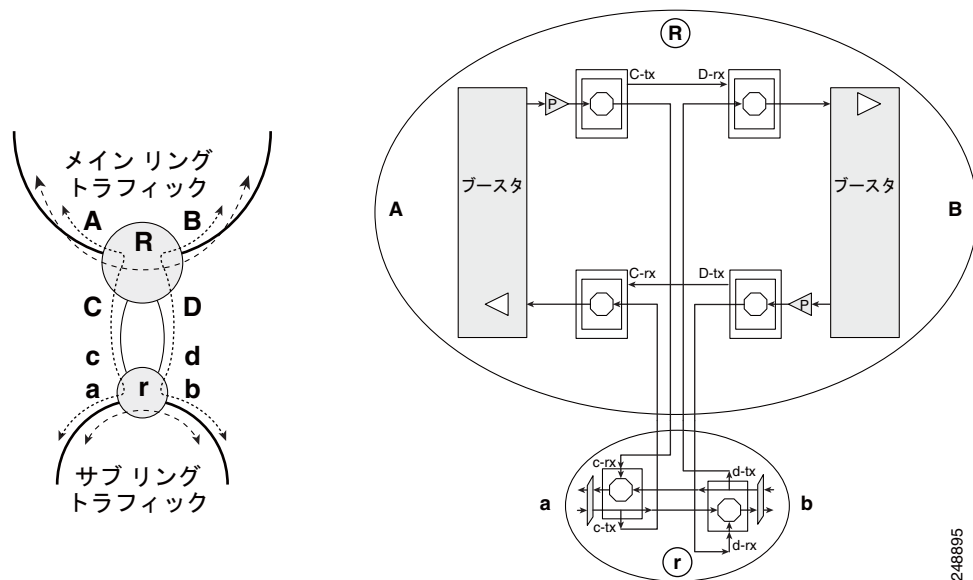 メイン リング
トラフィック
A
B
R
C
D
c
d
a
r
b
サブ リング
トラフィック
R
C-tx
D-rx
P
ブースタ
ブースタ
A
B
C-rx
D-tx
P
c-rx
d-tx
a
b
c-tx
d-rx
r
248895